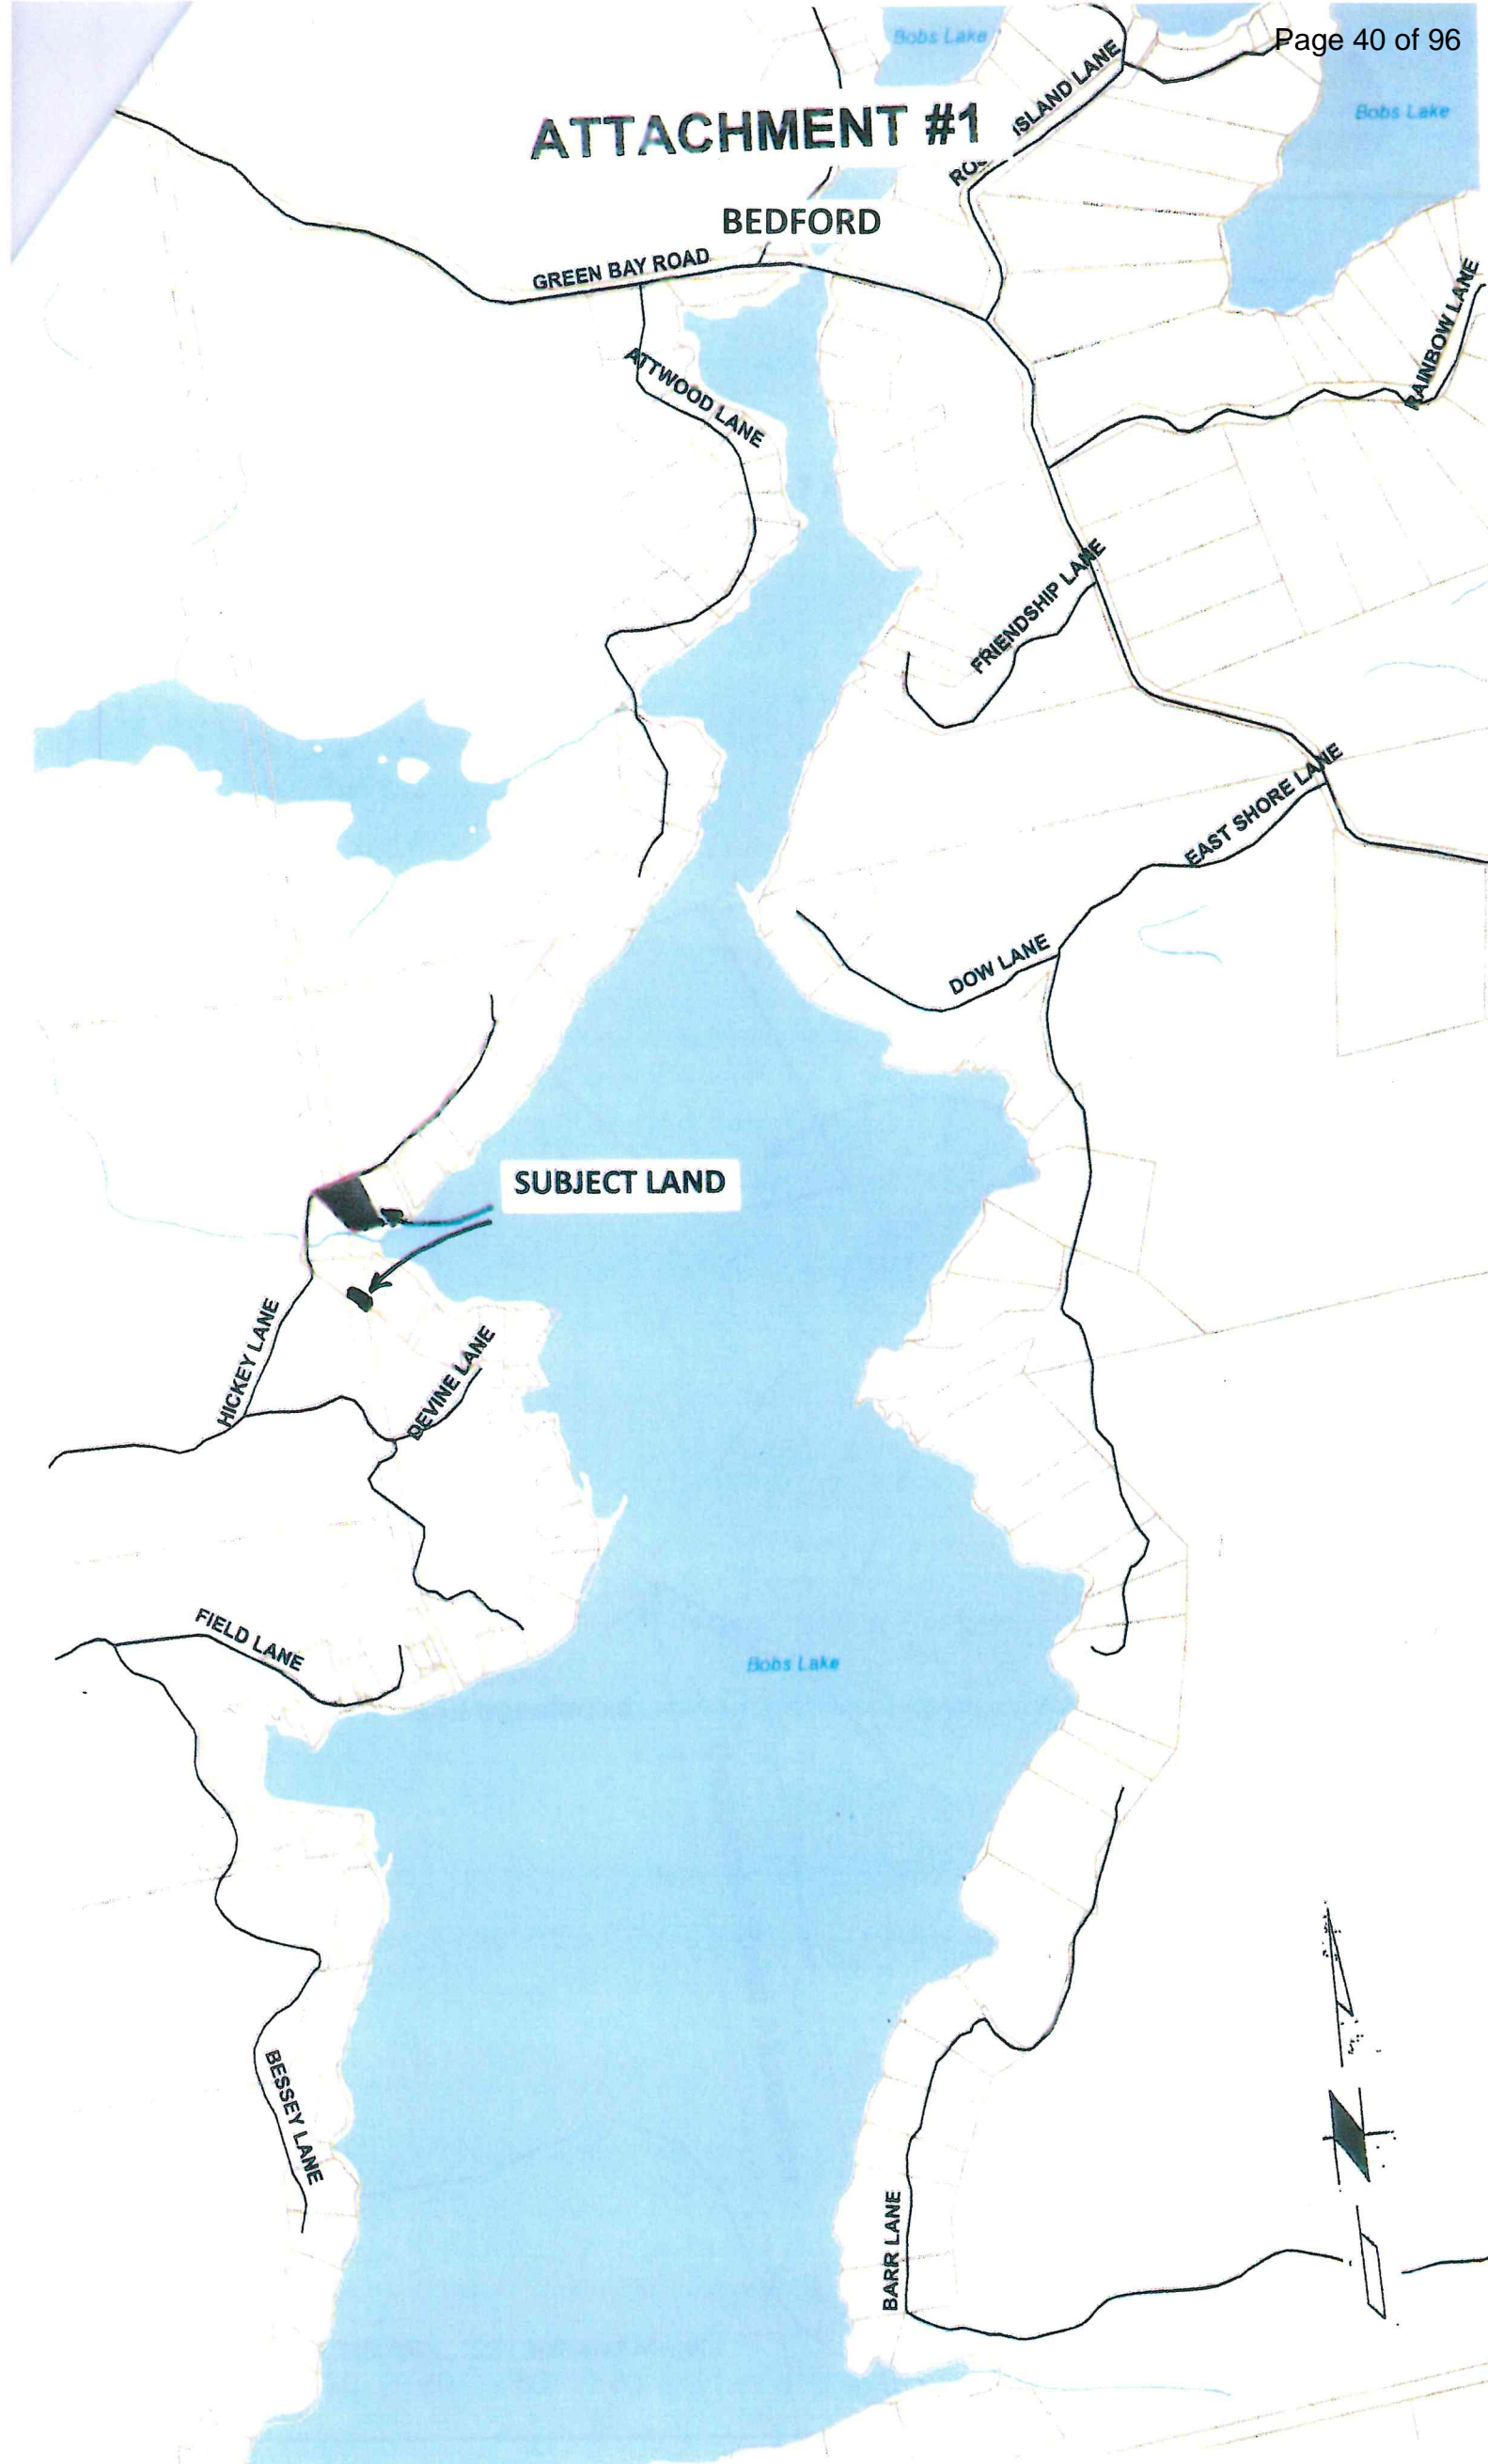 Bobs Lake
Page 40 of 96
ISLAND LANE
Bobs Lake
ATTACHMENT #1
BEDFORD
GREEN BAY ROAD
RAINBOW LANE
ATTWOOD LANE
FRIENDSHIP LANE
EAST SHORE LANE
DOW LANE
SUBJECT LAND
HICKEY LANE
DEVINE LANE
FIELD LANE
Bobs Lake
BESSEY LANE
BARR LANE